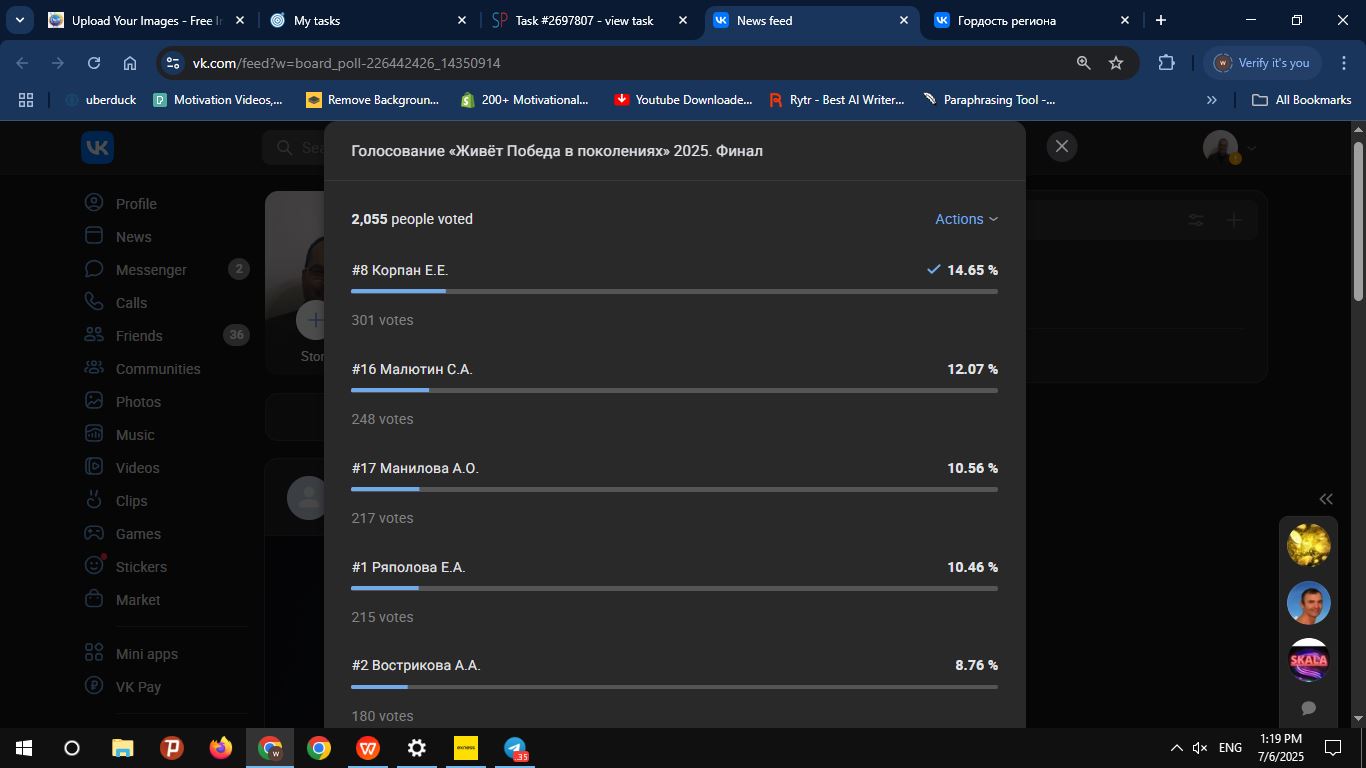 Upload Your Images - Free I
My tasks
Task #2697807 - view task
News feed
Гордость региона
vk.com/feed?w=board_poll-226442426_14350914
w
Verify it's you
uberduck
Motivation Videos,...
Remove Backgroun...
200+ Motivational...
Youtube Downloade...
Rytr - Best AI Writer...
Paraphrasing Tool -...
All Bookmarks
Sea
Голосование «Живёт Победа в поколениях» 2025. Финал
Profile
News
Messenger
2
Calls
Friends
36
Communities
Photos
Music
Videos
Clips
Games
Stickers
Market
Mini apps
VK Pay
Stor
2,055 people voted
Actions
#8 Корпан Е.Е.
14.65 %
301 votes
#16 Малютин С.А.
12.07 %
248 votes
#17 Манилова А.О.
10.56 %
217 votes
#1 Ряполова Е.А.
10.46 %
215 votes
#2 Вострикова А.А.
8.76 %
180 votes
SKALA
exness
35
ENG
1:19 PM
7/6/2025